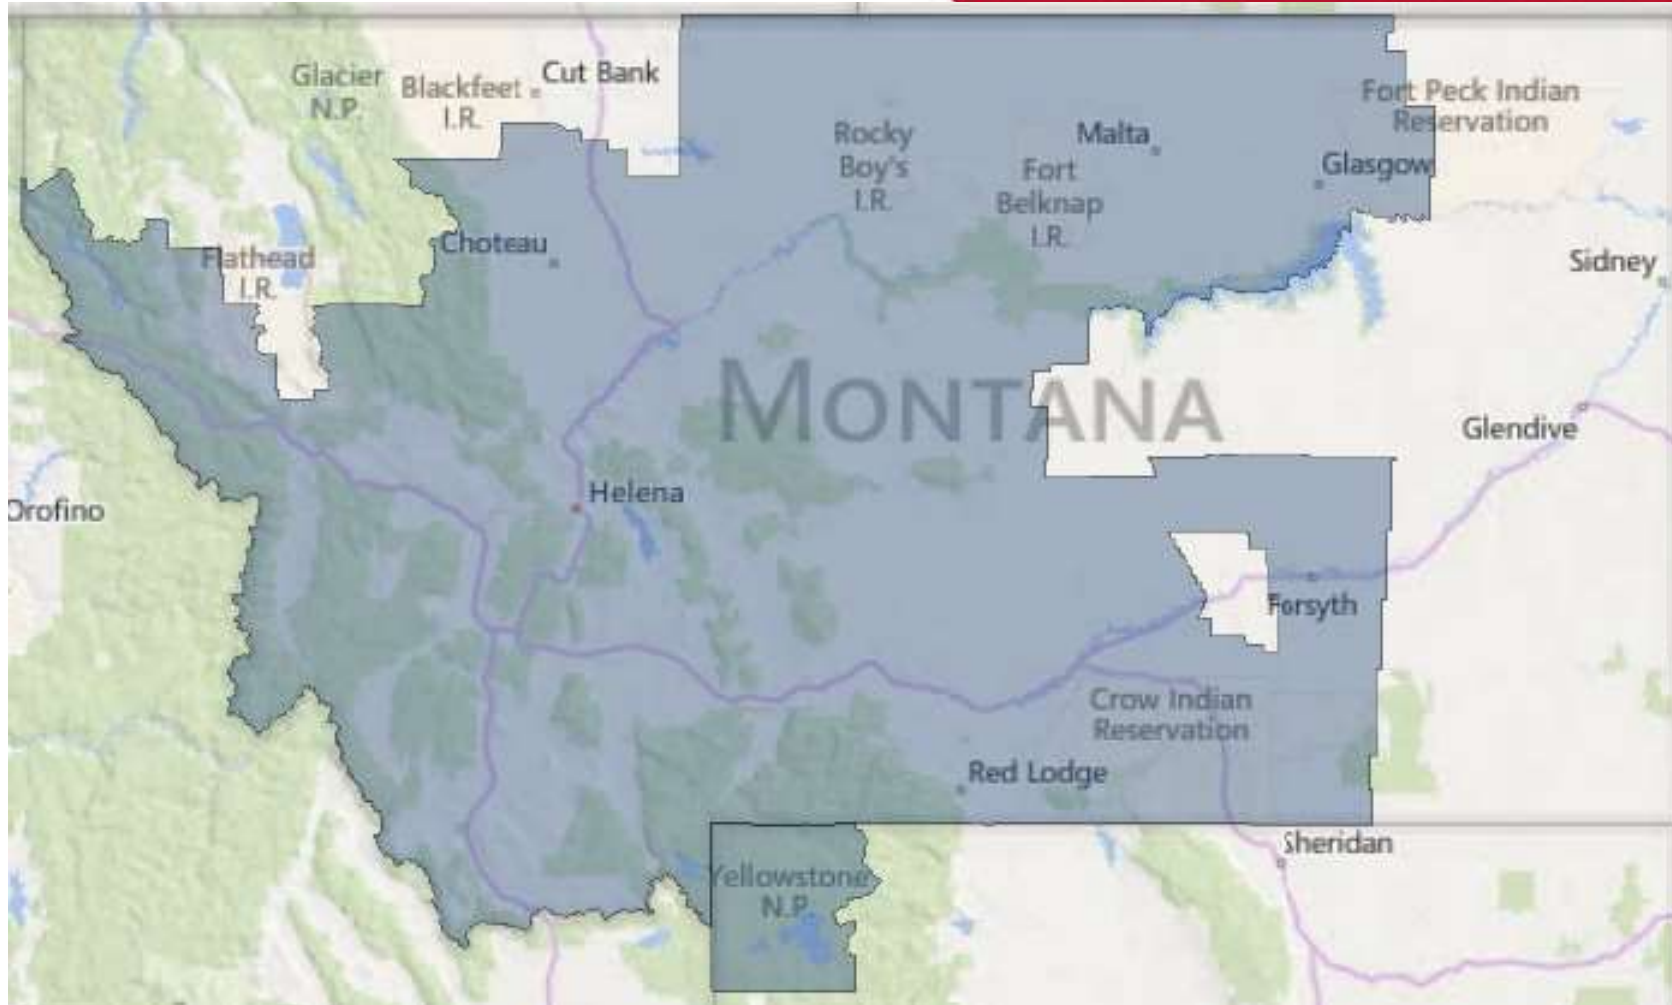 Glacier
N.P.
Blackfeet
I.R.
Cut Bank
Fort Peck Indian
Reservation
Rocky
Boy's
I.R.
Malta
Fort
Belknap
I.R.
Glasgow
Choteau
Flathead
I.R.
Sidney
MONTANA
Glendive
Helena
Orofino
Forsyth
Crow Indian
Reservation
Red Lodge
Sheridan
Yellowstone
N.P.